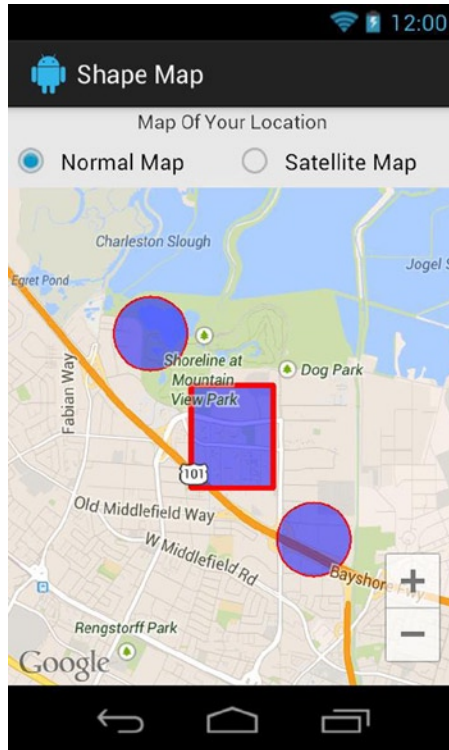 12:00
Shape Map
Map Of Your Location
Normal Map
Satellite Map
Charleston Slough
Jogel S
Egret Pond
Shoreline at
Mountain
View Park
Dog Park
Fabian Way
101
Old Middlefield Way
W Middlefield Rd
Bayshore Fwy
+
Rengstorff Park
−
Google